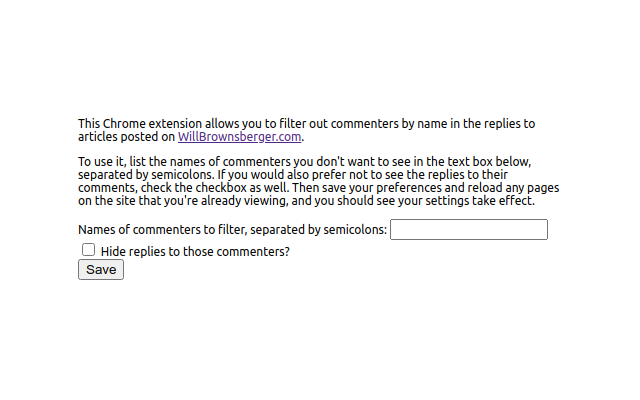 This Chrome extension allows you to filter out commenters by name in the replies to
articles posted on WillBrownsberger.com.
To use it, list the names of commenters you don't want to see in the text box below,
separated by semicolons. If you would also prefer not to see the replies to their
comments, check the checkbox as well. Then save your preferences and reload any pages
on the site that you're already viewing, and you should see your settings take effect.
Names of commenters to filter, separated by semicolons:
Hide replies to those commenters?
Save